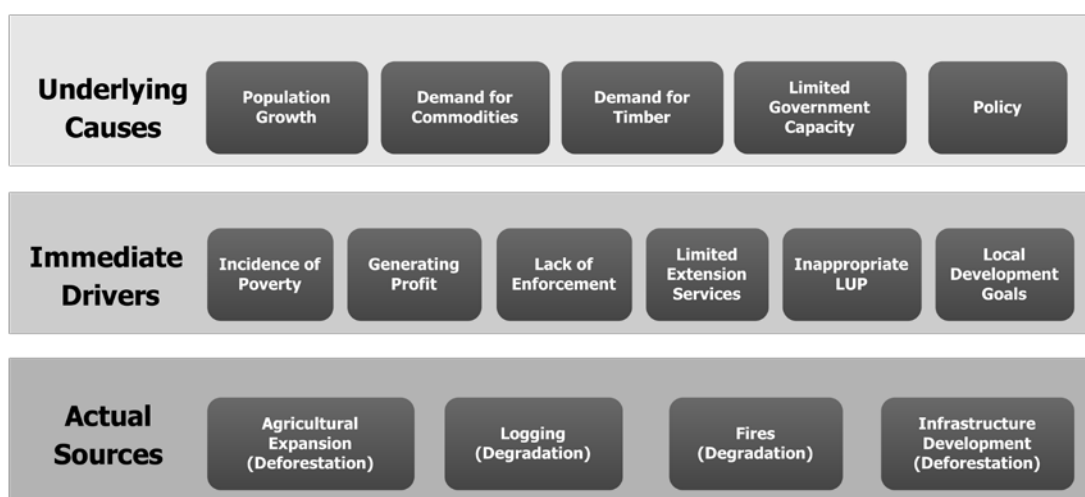 Underlying
Causes
Population
Growth
Demand for
Commodities
Demand for
Timber
Limited
Government
Capacity
Policy
Immediate
Drivers
Incidence of
Poverty
Generating
Profit
Lack of
Enforcement
Limited
Extension
Services
Inappropriate
LUP
Local
Development
Goals
Actual
Sources
Agricultural
Expansion
(Deforestation)
Logging
(Degradation)
Fires
(Degradation)
Infrastructure
Development
(Deforestation)